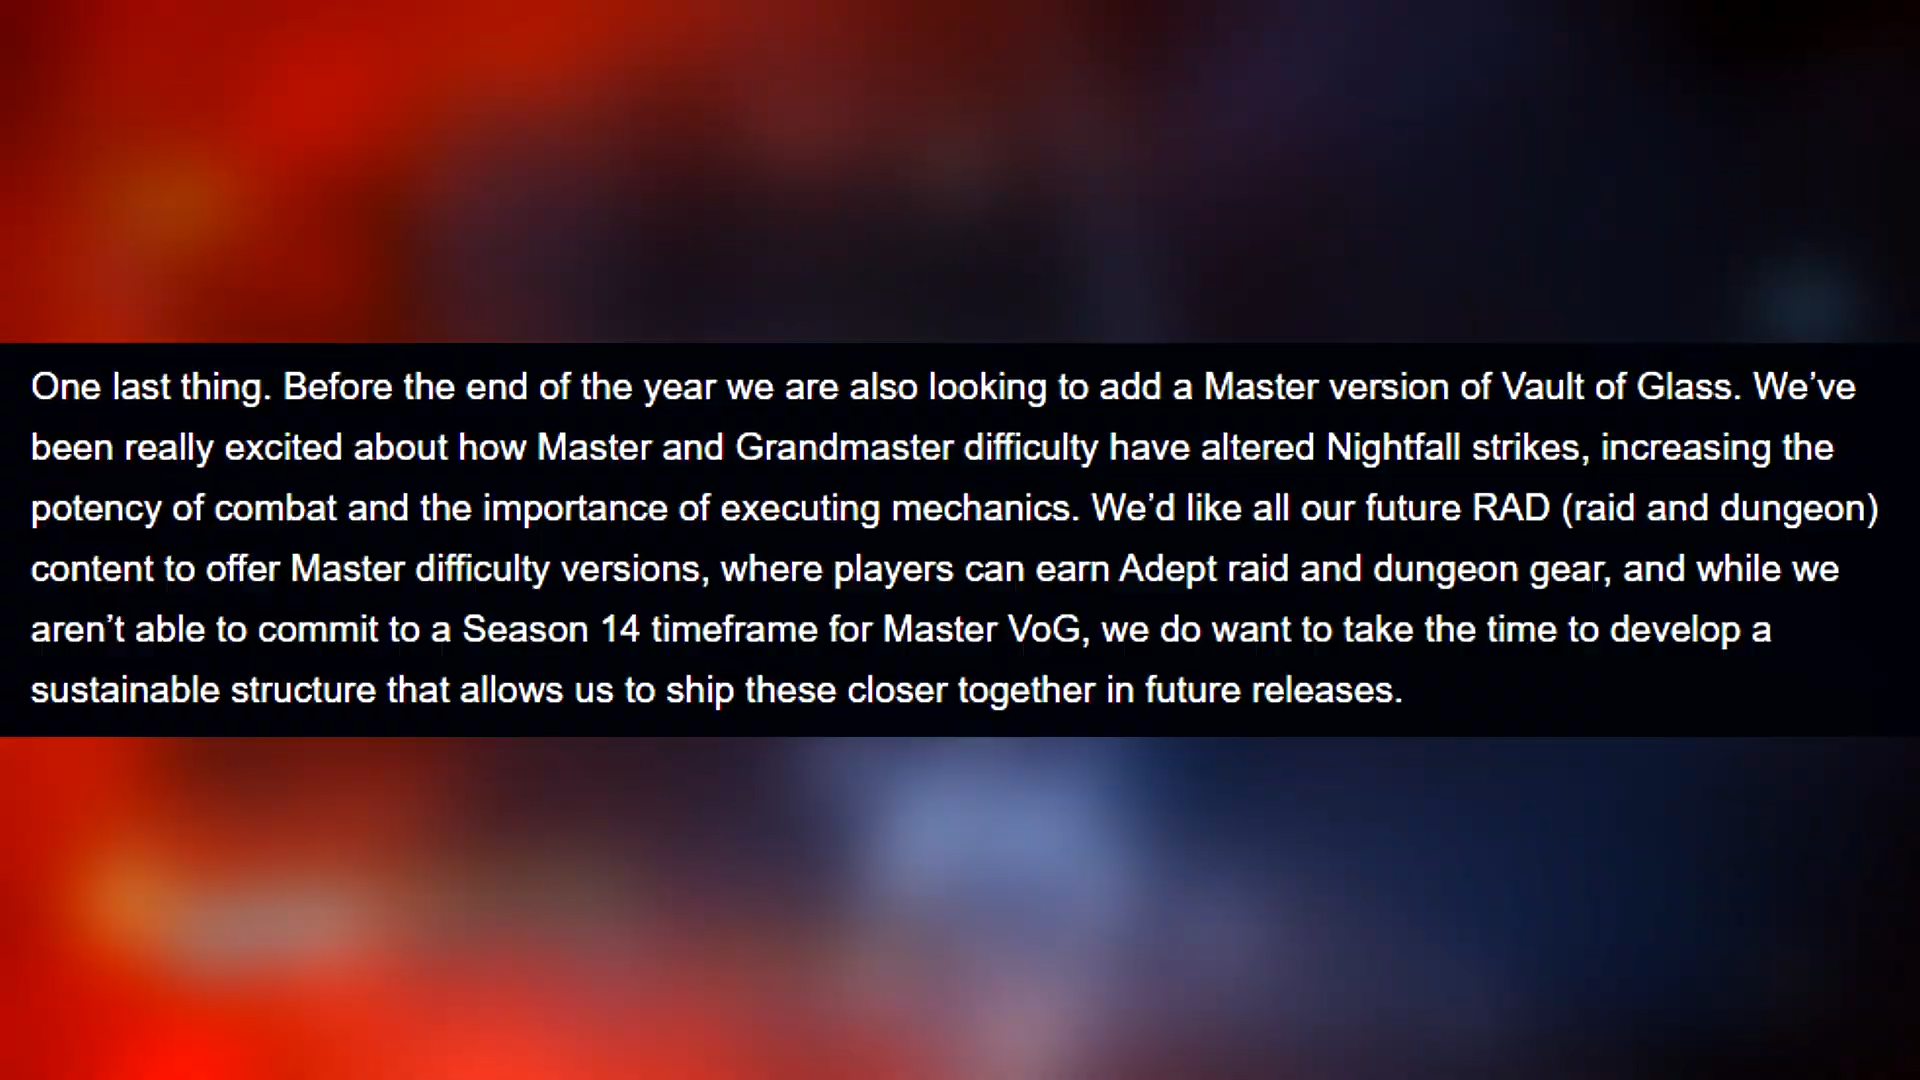 One last thing. Before the end of the year we are also looking to add a Master version of Vault of Glass. We’ve
been really excited about how Master and Grandmaster difficulty have altered Nightfall strikes, increasing the
potency of combat and the importance of executing mechanics. We’d like all our future RAD (raid and dungeon)
content to offer Master difficulty versions, where players can earn Adept raid and dungeon gear, and while we
aren’t able to commit to a Season 14 timeframe for Master VoG, we do want to take the time to develop a
sustainable structure that allows us to ship these closer together in future releases.